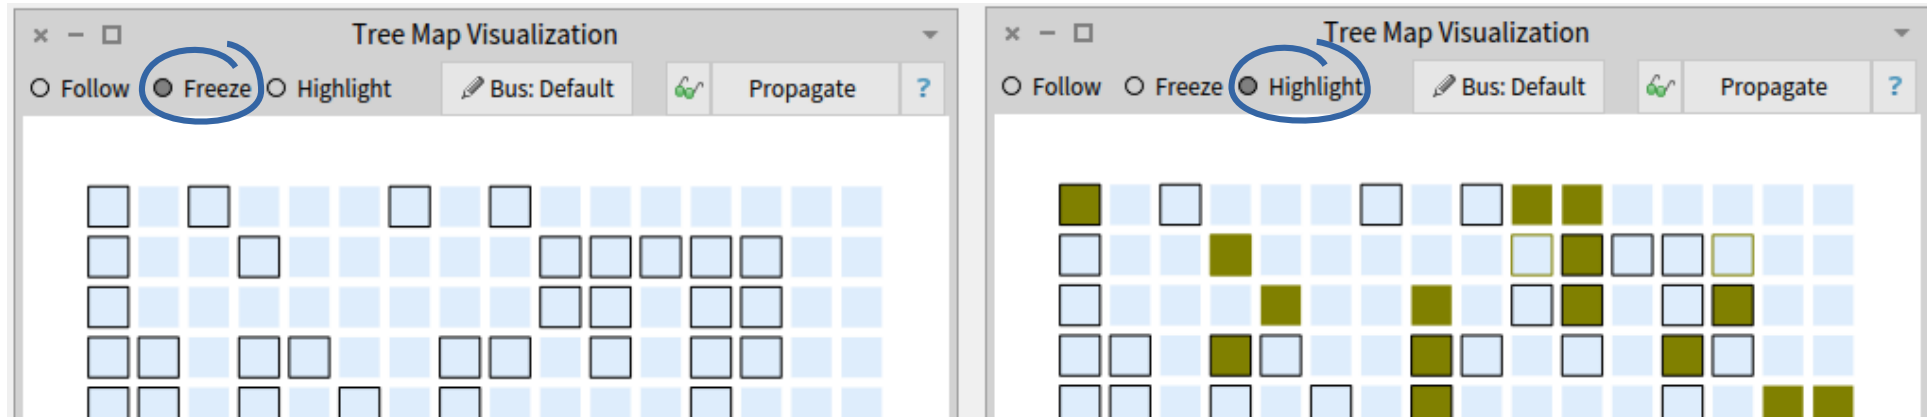 Tree Map Visualization
Follow Freeze Highlight Bus: Default Propagate ?
Tree Map Visualization
Follow Freeze Highlight Bus: Default Propagate ?